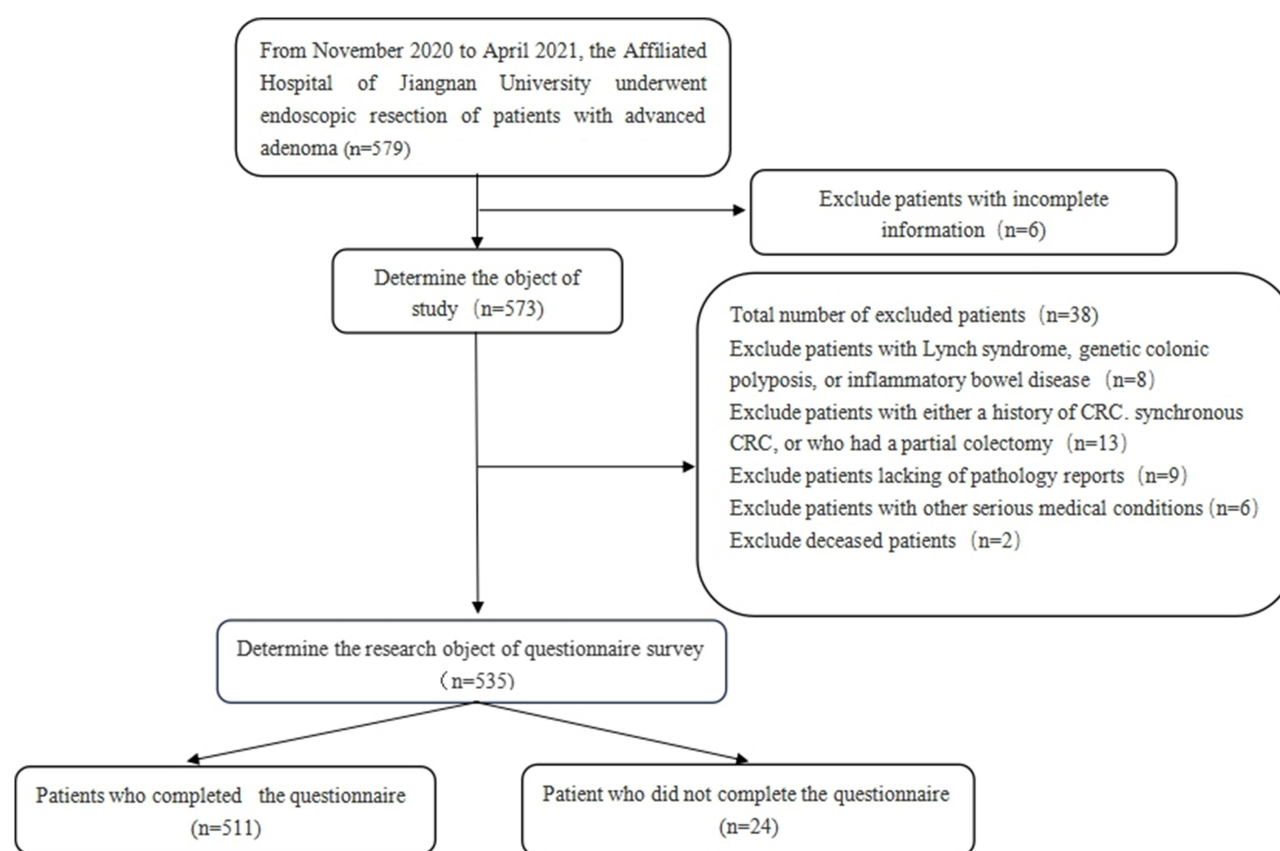 From November 2020 to April 2021, the Affiliated
Hospital of Jiangnan University underwent
endoscopic resection of patients with advanced
adenoma (n=579)
Exclude patients with incomplete
information (n=6)
Determine the object of
study (n=573)
Total number of excluded patients (n=38)
Exclude patients with Lynch syndrome, genetic colonic
polyposis, or inflammatory bowel disease (n=8)
Exclude patients with either a history of CRC. synchronous
CRC, or who had a partial colectomy (n=13)
Exclude patients lacking of pathology reports (n=9)
Exclude patients with other serious medical conditions (n=6)
Exclude deceased patients (n=2)
Determine the research object of questionnaire survey
(n=535)
Patients who completed the questionnaire
(n=511)
Patient who did not complete the questionnaire
(n=24)